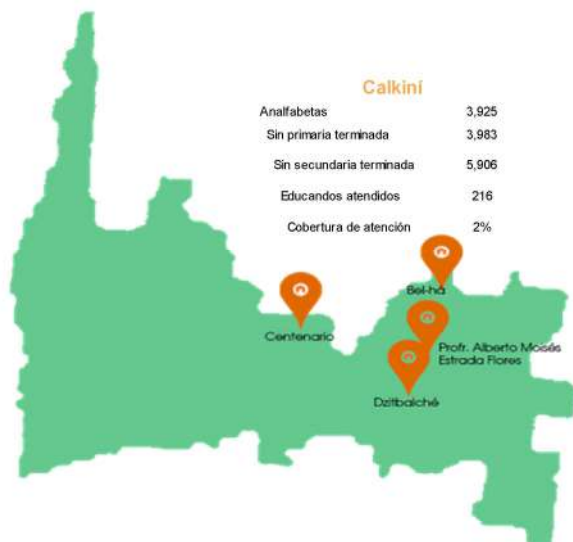 Calkiní
Analfabetas 3,925
Sin primaria terminada 3,983
Sin secundaria terminada 5,906
Educandos atendidos 216
Cobertura de atención 2%
Bel-há
Centenario
Profr. Alberto Moisés
Estrada Flores
Dzitbalché